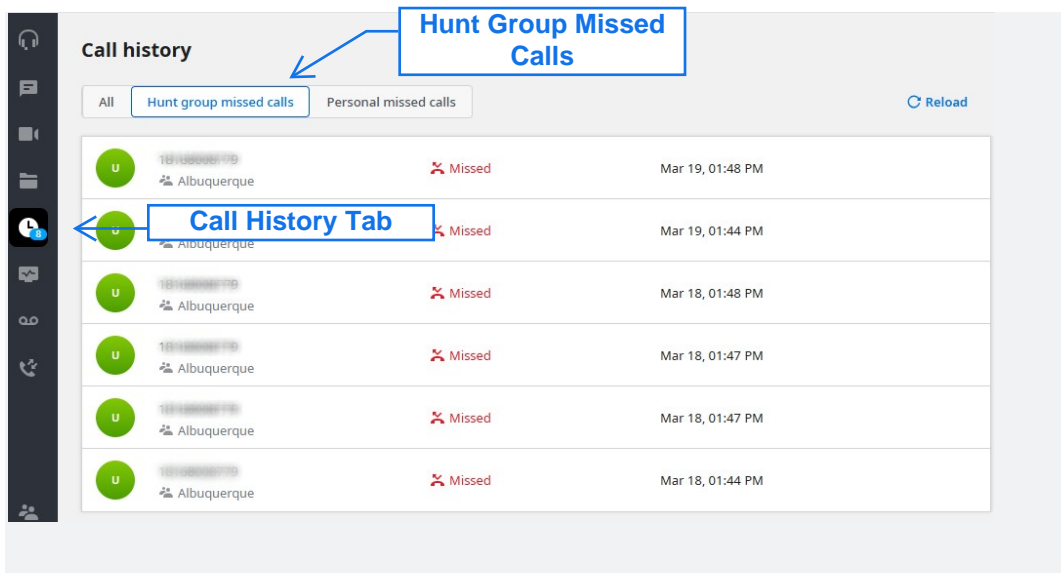 Hunt Group Missed
Calls
Call history
All Hunt group missed calls Personal missed calls Reload
U Missed Mar 19, 01:48 PM
Albuquerque
Call History Tab
8
U Missed Mar 19, 01:44 PM
Albuquerque
U Missed Mar 18, 01:48 PM
Albuquerque
U Missed Mar 18, 01:47 PM
Albuquerque
U Missed Mar 18, 01:47 PM
Albuquerque
U Missed Mar 18, 01:44 PM
Albuquerque